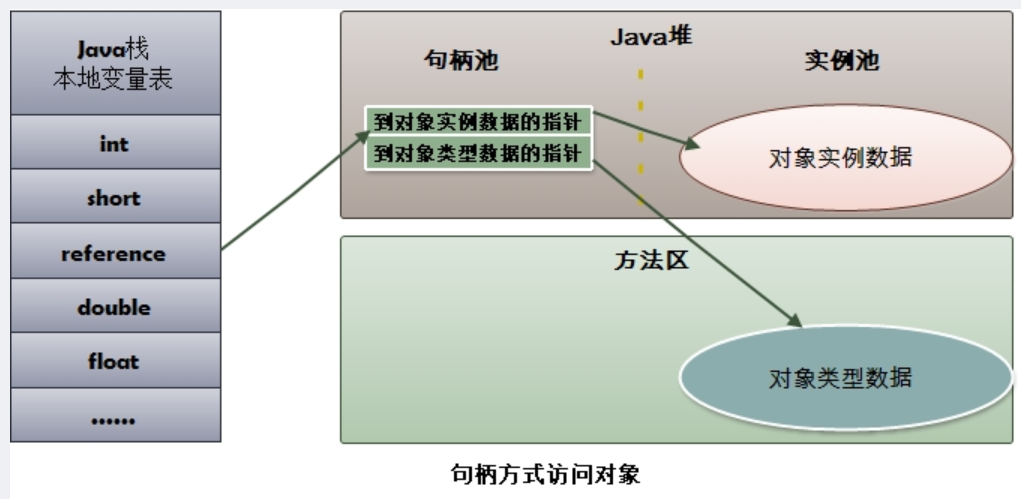 Java栈
本地变量表
int
short
reference
double
float
......
Java堆
句柄池
实例池
到对象实例数据的指针
到对象类型数据的指针
对象实例数据
方法区
对象类型数据
句柄方式访问对象